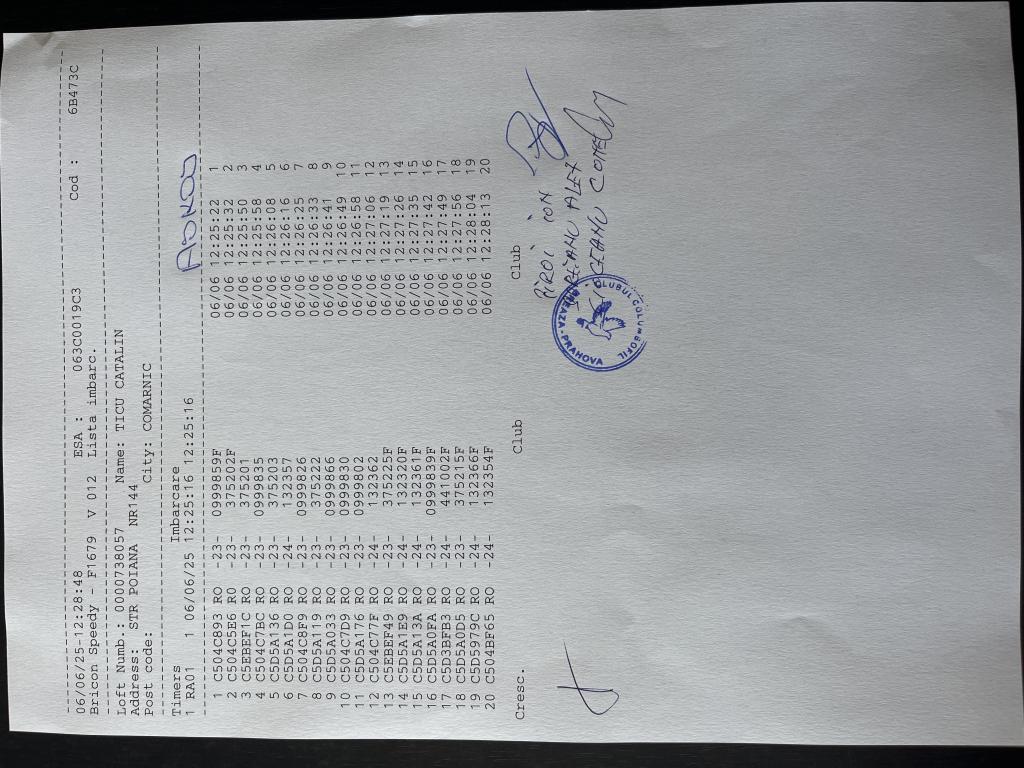 06/06/25-12:28:48 ESA : 063C0019C3 Cod : 6B473C
Bricon Speedy - F1679 V 012 Lista imbarc.
Loft Numb.: 0000738057 Name: TICU CATALIN
Address: STR POIANA NR144
Post code: City: COMARNIC
Timers Imbarcare
1 RA01 1 06/06/25 12:25:16 12:25:16
1 C504C893 RO -23- 0999859F 06/06 12:25:22 1
2 C504C5E6 RO -23- 375202F 06/06 12:25:32 2
3 C5EBEF1C RO -23- 375201 06/06 12:25:50 3
4 C504C7BC RO -23- 0999835 06/06 12:25:58 4
5 C5D5A136 RO -23- 375203 06/06 12:26:08 5
6 C5D5A1D0 RO -24- 132357 06/06 12:26:16 6
7 C504C8F9 RO -23- 0999826 06/06 12:26:25 7
8 C5D5A119 RO -23- 375222 06/06 12:26:33 8
9 C5D5A033 RO -23- 0999866 06/06 12:26:41 9
10 C504C7D9 RO -23- 0999830 06/06 12:26:49 10
11 C5D5A176 RO -23- 0999802 06/06 12:26:58 11
12 C504C77F RO -24- 132362 06/06 12:27:06 12
13 C5EBEF49 RO -23- 375225F 06/06 12:27:19 13
14 C5D5A1E9 RO -24- 132320F 06/06 12:27:26 14
15 C5D5A13A RO -24- 132361F 06/06 12:27:35 15
16 C5D5A0FA RO -23- 0999839F 06/06 12:27:42 16
17 C5D3BFB3 RO -24- 441002F 06/06 12:27:49 17
18 C5D5A0D5 RO -23- 375215F 06/06 12:27:56 18
19 C5D5979C RO -24- 132366F 06/06 12:28:04 19
20 C504BF65 RO -24- 132354F 06/06 12:28:13 20
Cresc. Club Club
PÎROI ION
ALEX
CLUBUL COLUMBOFIL
BREAZA-PRAHOVA